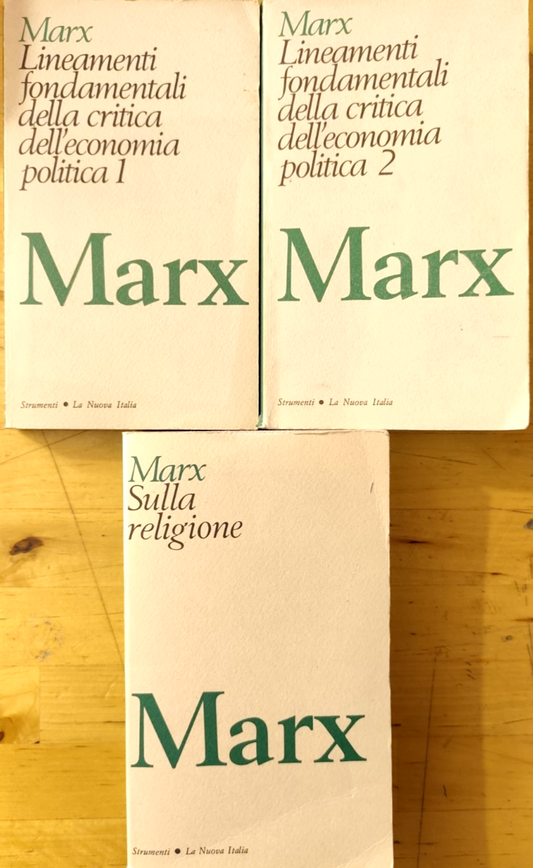 Marx
Lineamenti
fondamentali
della critica
dell'economia
politica 1
Marx
Strumenti • La Nuova Italia
Marx
Lineamenti
fondamentali
della critica
dell'economia
politica 2
Marx
Strumenti • La Nuova Italia
Marx
Sulla
religione
Marx
Strumenti • La Nuova Italia